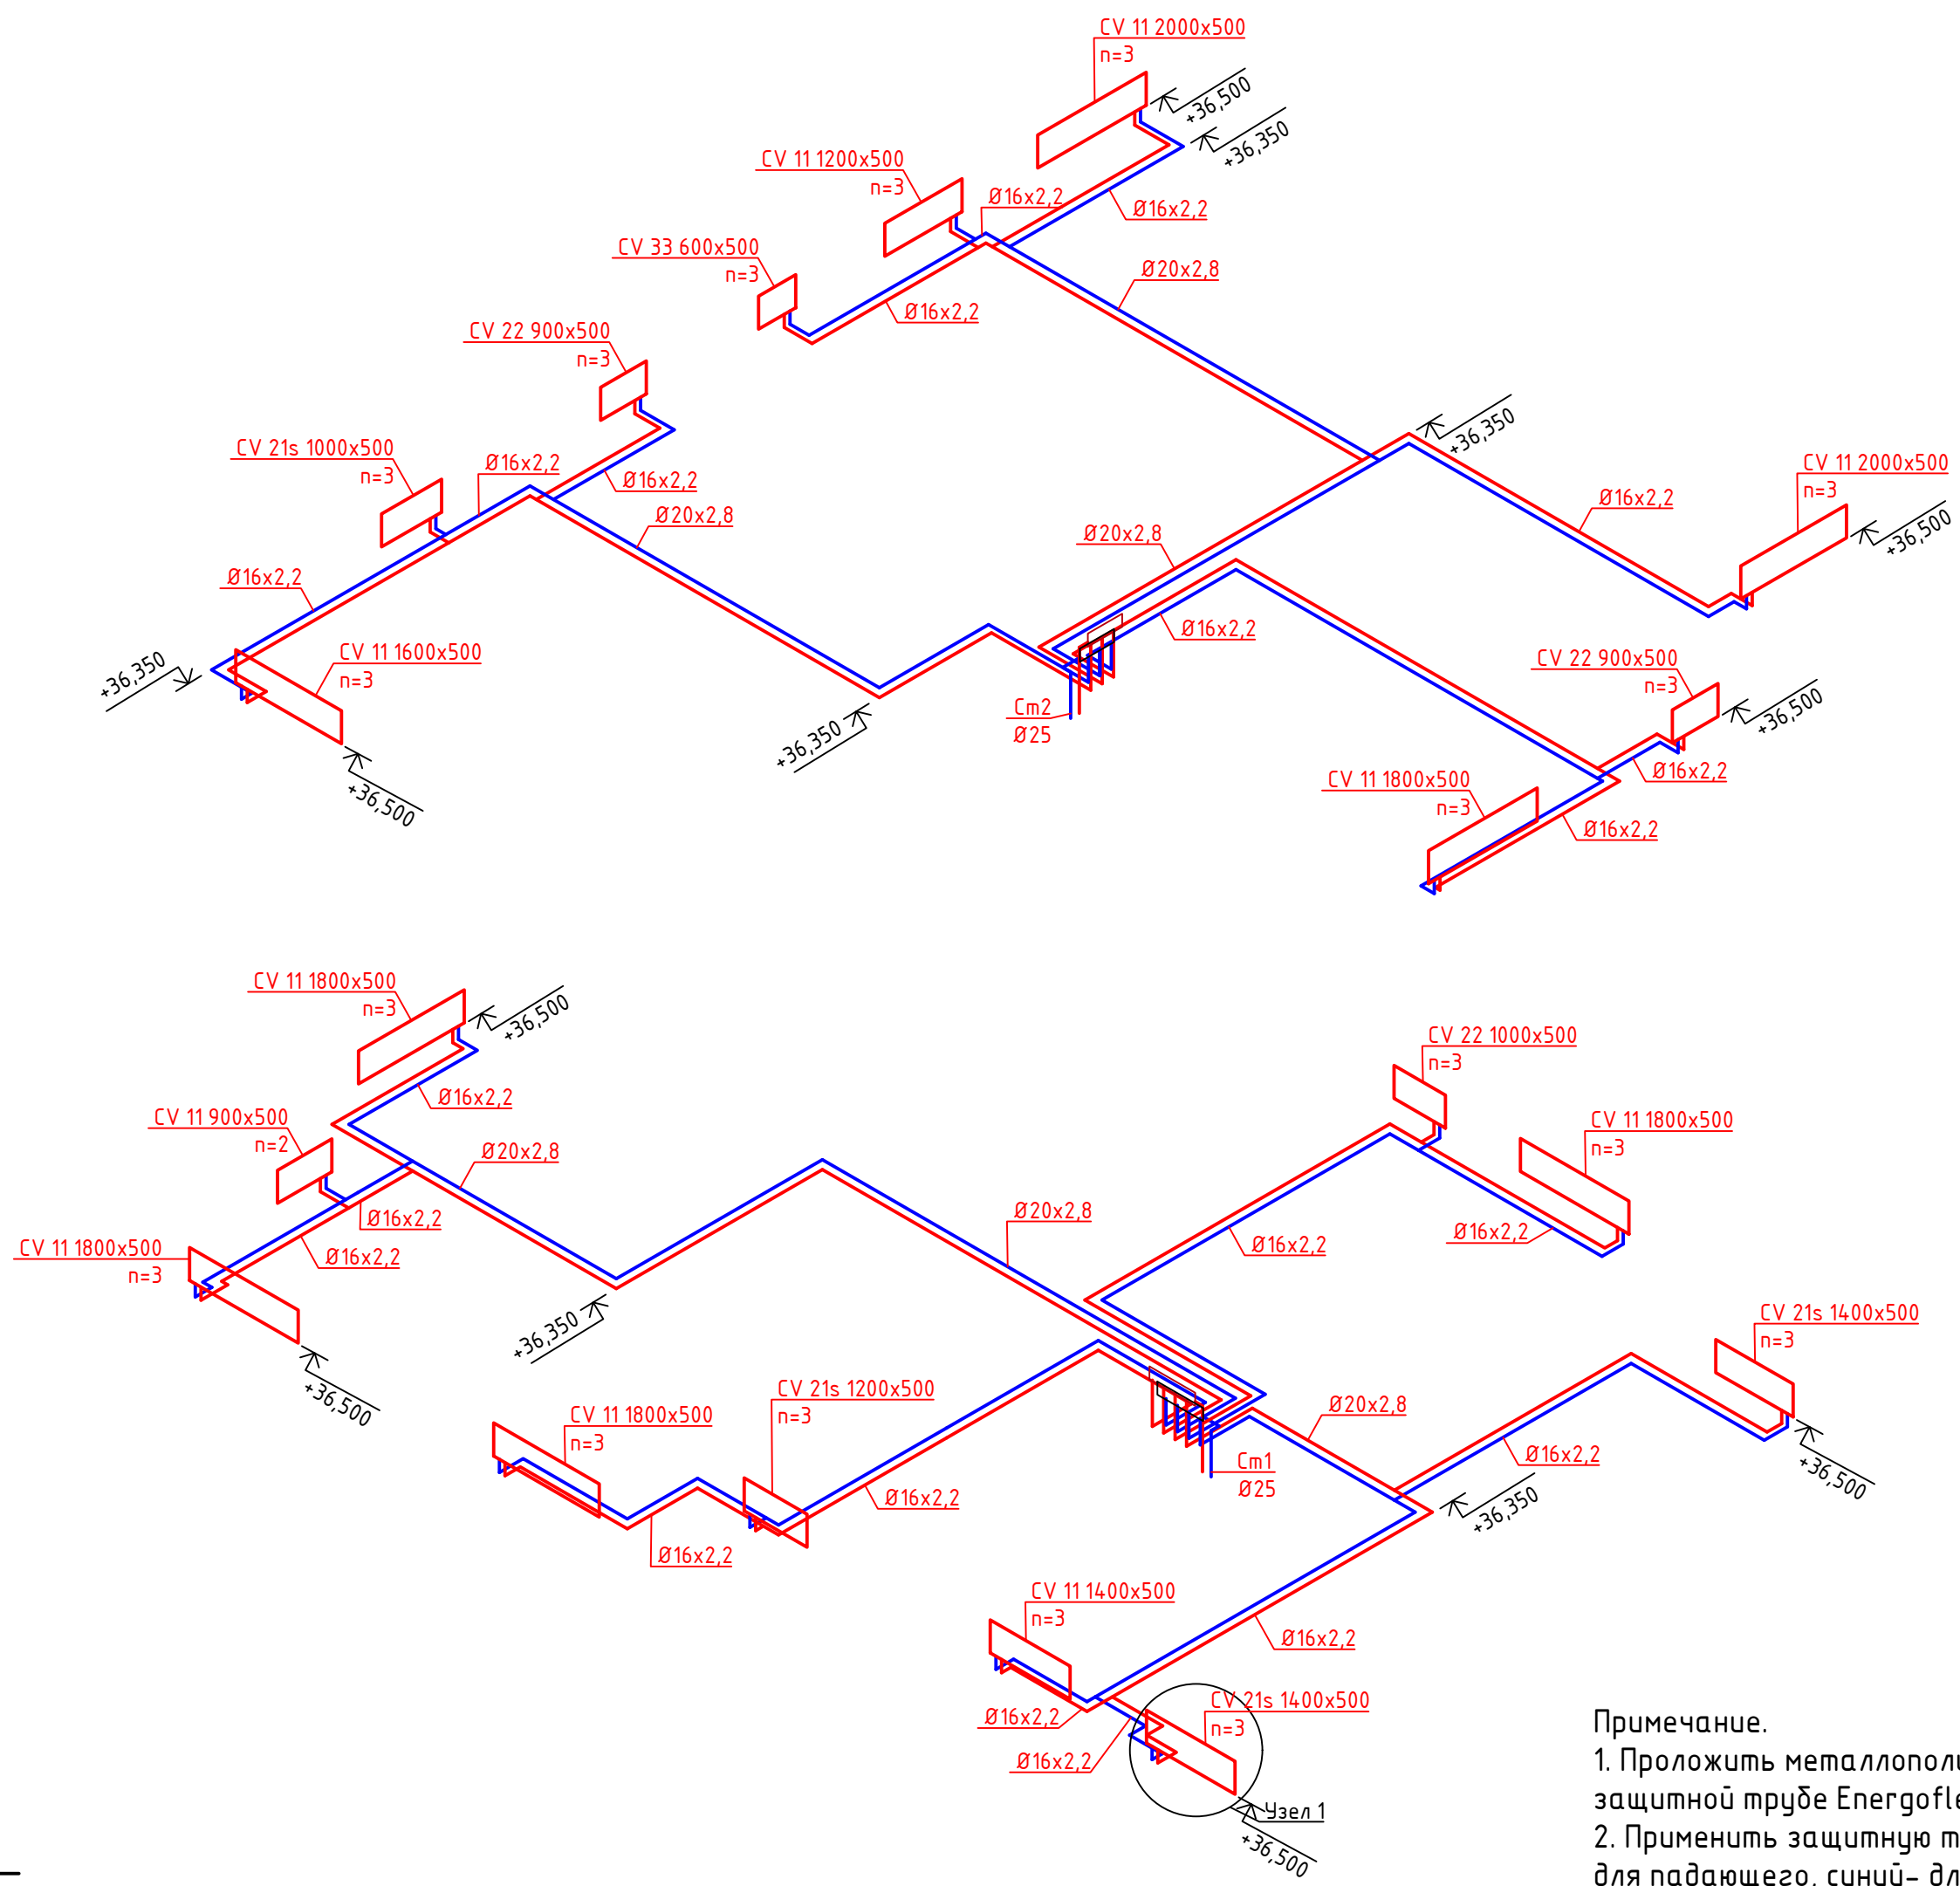 CV 11 2000x500
n=3
+36,500
+36,350
CV 11 1200x500
n=3
Ø16x2,2
Ø16x2,2
CV 33 600x500
n=3
Ø20x2,8
Ø16x2,2
CV 22 900x500
n=3
+36,350
CV 21s 1000x500
n=3
Ø16x2,2
Ø16x2,2
Ø20x2,8
CV 11 2000x500
n=3
Ø16x2,2
+36,500
Ø20x2,8
Ø16x2,2
CV 11 1600x500
n=3
+36,350
+36,500
Ø16x2,2
Cm2
Ø25
+36,350
CV 22 900x500
n=3
+36,500
Ø16x2,2
CV 11 1800x500
n=3
Ø16x2,2
CV 11 1800x500
n=3
+36,500
Ø16x2,2
CV 11 900x500
n=2
Ø20x2,8
Ø16x2,2
Ø16x2,2
CV 11 1800x500
n=3
+36,350
+36,500
CV 22 1000x500
n=3
CV 11 1800x500
n=3
Ø20x2,8
Ø16x2,2
Ø16x2,2
CV 21s 1400x500
n=3
CV 21s 1200x500
n=3
CV 11 1800x500
n=3
Ø20x2,8
Ø16x2,2
+36,500
Cm1
Ø25
+36,350
Ø16x2,2
Ø16x2,2
CV 11 1400x500
n=3
Ø16x2,2
Ø16x2,2
Ø16x2,2
CV 21s 1400x500
n=3
Узел 1
+36,500
Примечание.
1. Проложить
защитной трубе
2. Применить защитную
для падающего, синий-